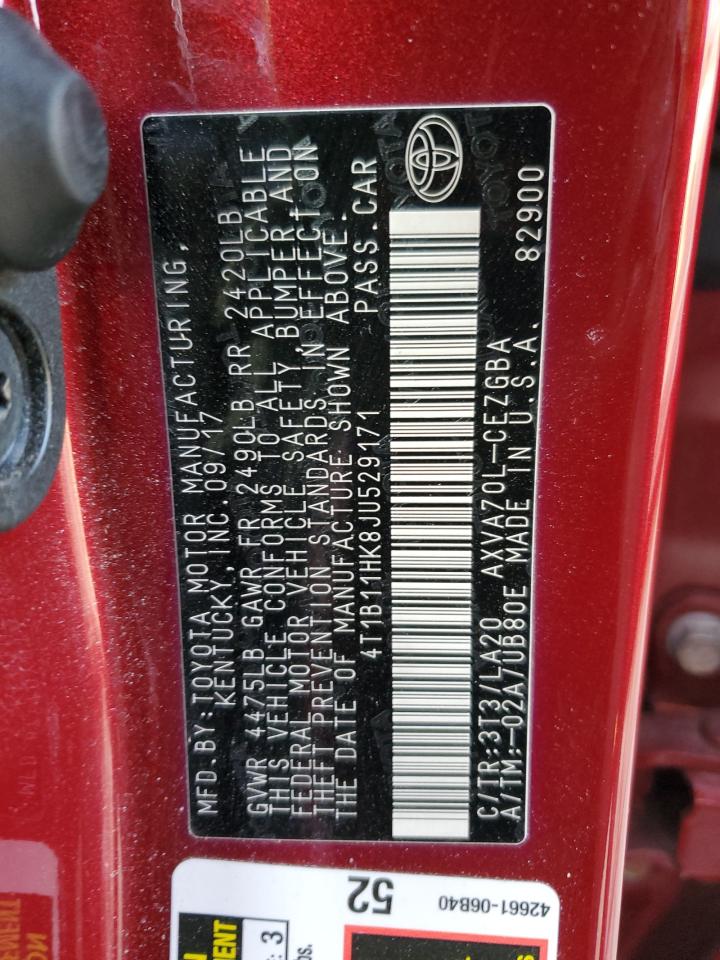 MFD.BY:TOYOTA MOTOR MANUFACTURING,
KENTUCKY, INC 09/17
GVWR 4475LB GAWR FR 2490LB RR 2420LB
THIS VEHICLE CONFORMS TO ALL APPLICABLE
FEDERAL MOTOR VEHICLE SAFETY, BUMPER, AND
THEFT PREVENTION STANDARDS IN EFFECT ON
THE DATE OF MANUFACTURE SHOWN ABOVE.
4T1B11HK8JU529171 PASS.CAR
C/TR:3T3/LA20 AXVA70L-CEZGBA 82900
A/TM:-02A/UB80E MADE IN U.S.A.
52
42661-06B40
3